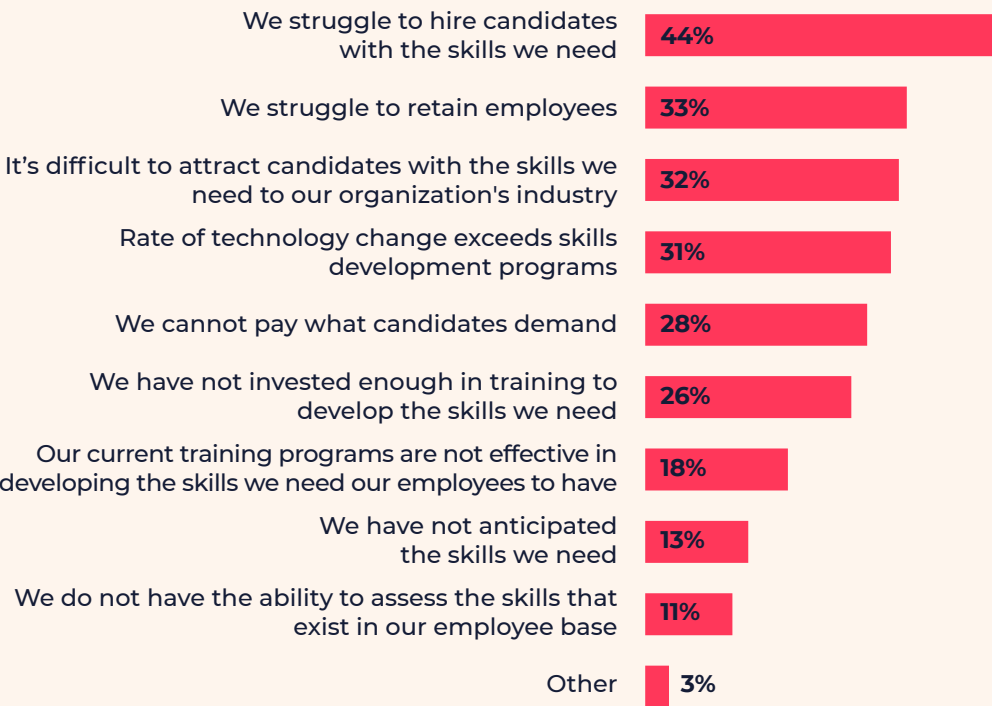 We struggle to hire candidates
with the skills we need
44%
We struggle to retain employees
33%
It’s difficult to attract candidates with the skills we
need to our organization's industry
32%
Rate of technology change exceeds skills
development programs
31%
We cannot pay what candidates demand
28%
We have not invested enough in training to
develop the skills we need
26%
Our current training programs are not effective in
developing the skills we need our employees to have
18%
We have not anticipated
the skills we need
13%
We do not have the ability to assess the skills that
exist in our employee base
11%
Other
3%